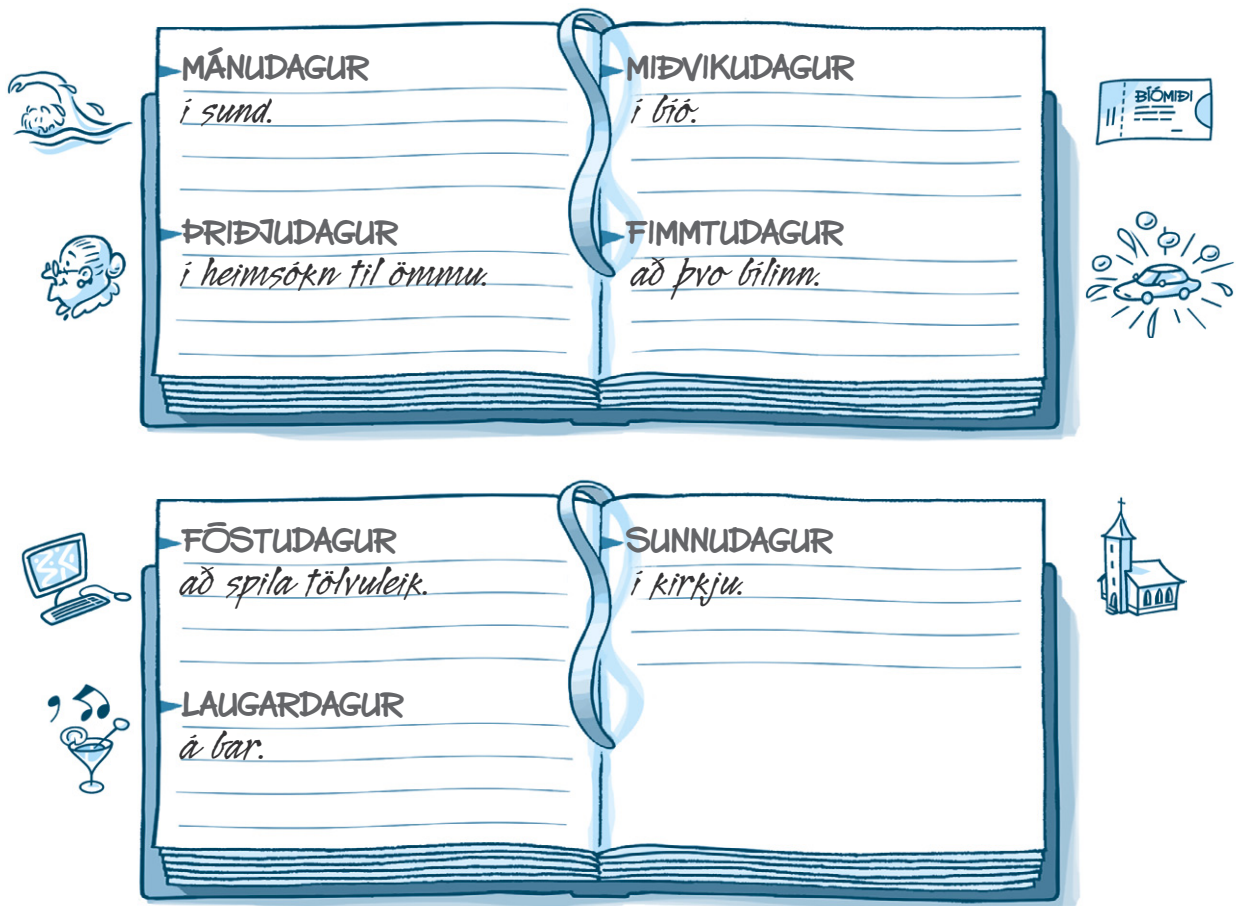 MÁNUDAGUR
í sund.
ÞRIÐJUDAGUR
í heimsókn til ömmu.
MIÐVIKUDAGUR
í bíó.
FIMMTUDAGUR
að þvo bílinn.
BÍÓMIÐI
FÖSTUDAGUR
að spila tölvuleik.
LAUGARDAGUR
á bar.
SUNNUDAGUR
í kirkju.